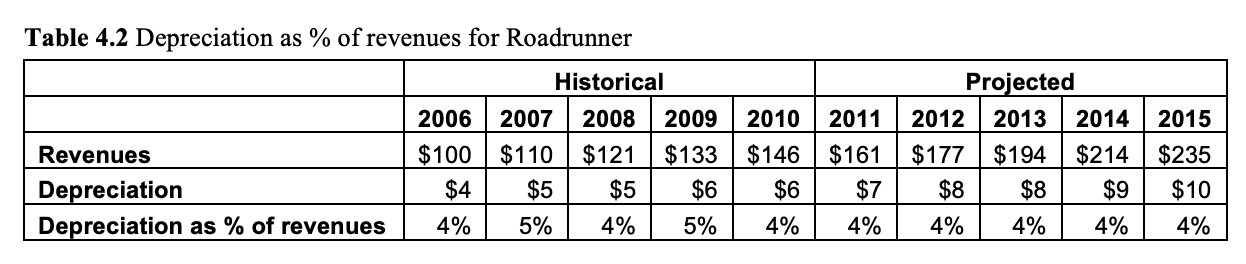 Table 4.2 Depreciation as % of revenues for Roadrunner
Historical Projected
2006 2007 2008 2009 2010 2011 2012 2013 2014 2015
Revenues $100 $110 $121 $133 $146 $161 $177 $194 $214 $235
Depreciation $4 $5 $5 $6 $6 $7 $8 $8 $9 $10
Depreciation as % of revenues 4% 5% 4% 5% 4% 4% 4% 4% 4% 4%